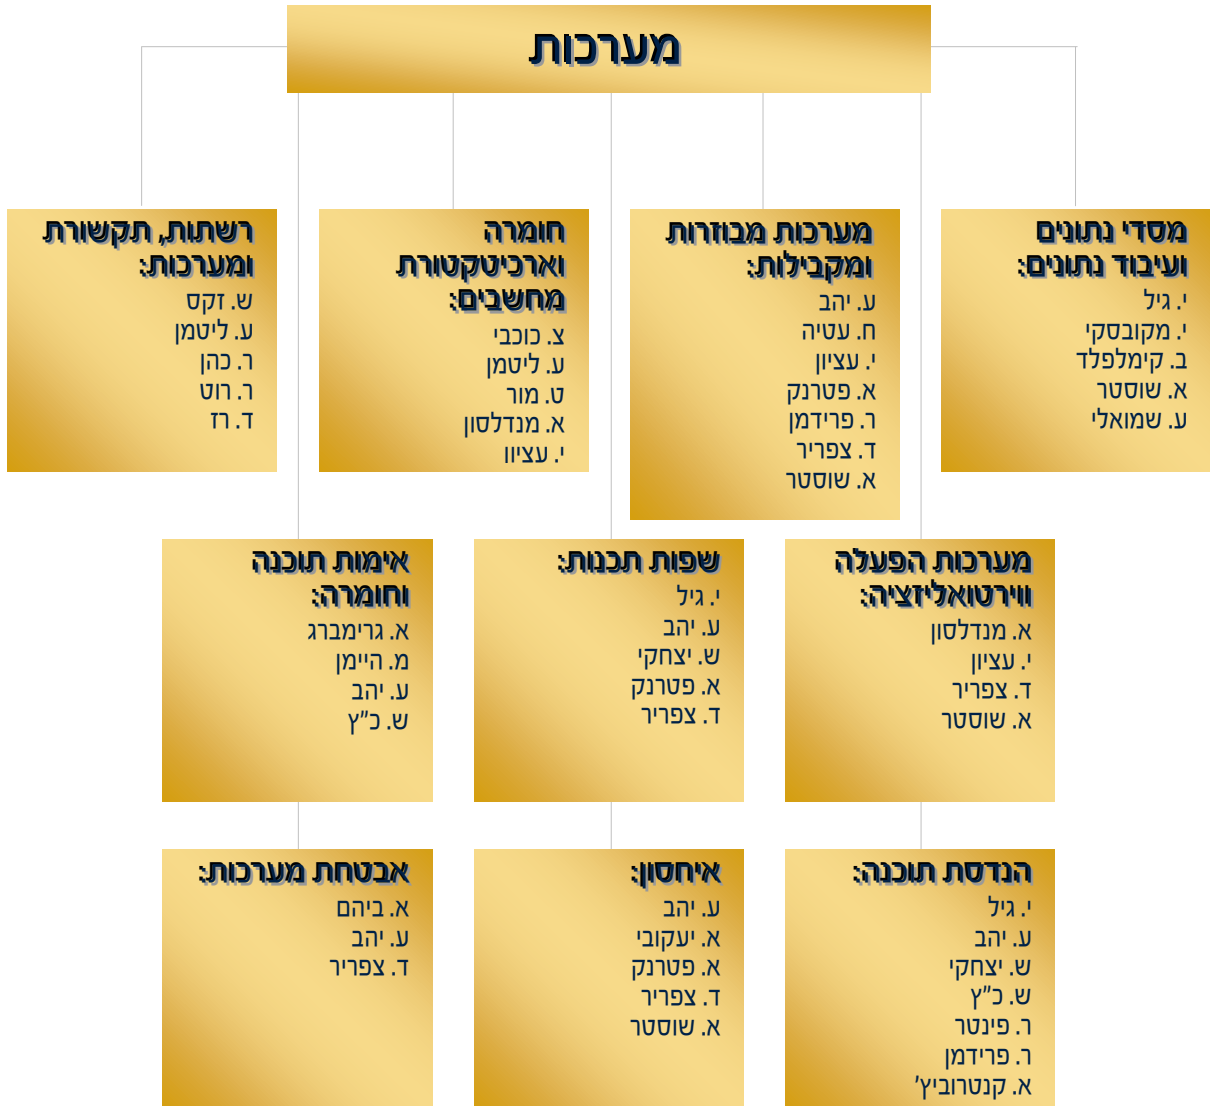 מערכות
מסדי נתונים
ועיבוד נתונים:
י. גיל
י. מקובסקי
ב. קימלפלד
א. שוסטר
ע. שמואלי
מערכות מבוזרות
ומקבילות:
ע. יהב
ח. עטיה
י. עציון
א. פטרנק
ר. פרידמן
ד. צפריר
א. שוסטר
חומרה
וארכיטקטורת
מחשבים:
צ. כוכבי
ע. ליטמן
ט. מור
א. מנדלסון
י. עציוו
רשתות, תקשורת
ומערכות:
ש. זקס
ע. ליטמן
ר. כהן
ר. רוט
ד. רז
מערכות הפעלה
ווירטואליזציה:
א. מנדלסון
י. עציון
ד. צפריר
א. שוסטר
שפות תכנות:
י. גיל
ע. יהב
ש. יצחקי
א. פטרנק
ד. צפריר
אימות תוכנה
וחומרה:
א. גרימברג
מ. היימן
ע. יהב
ש. כ"ץ
הנדסת תוכנה:
י. גיל
ע. יהב
ש. יצחקי
ש. כ"ץ
ר. פינטר
ר. פרידמן
א. קנטרוביץ'
איחסון:
ע. יהב
א. יעקובי
א. פטרנק
ד. צפריר
א. שוסטר
אבטחת מערכות:
א. ביהם
ע. יהב
ד. צפריר